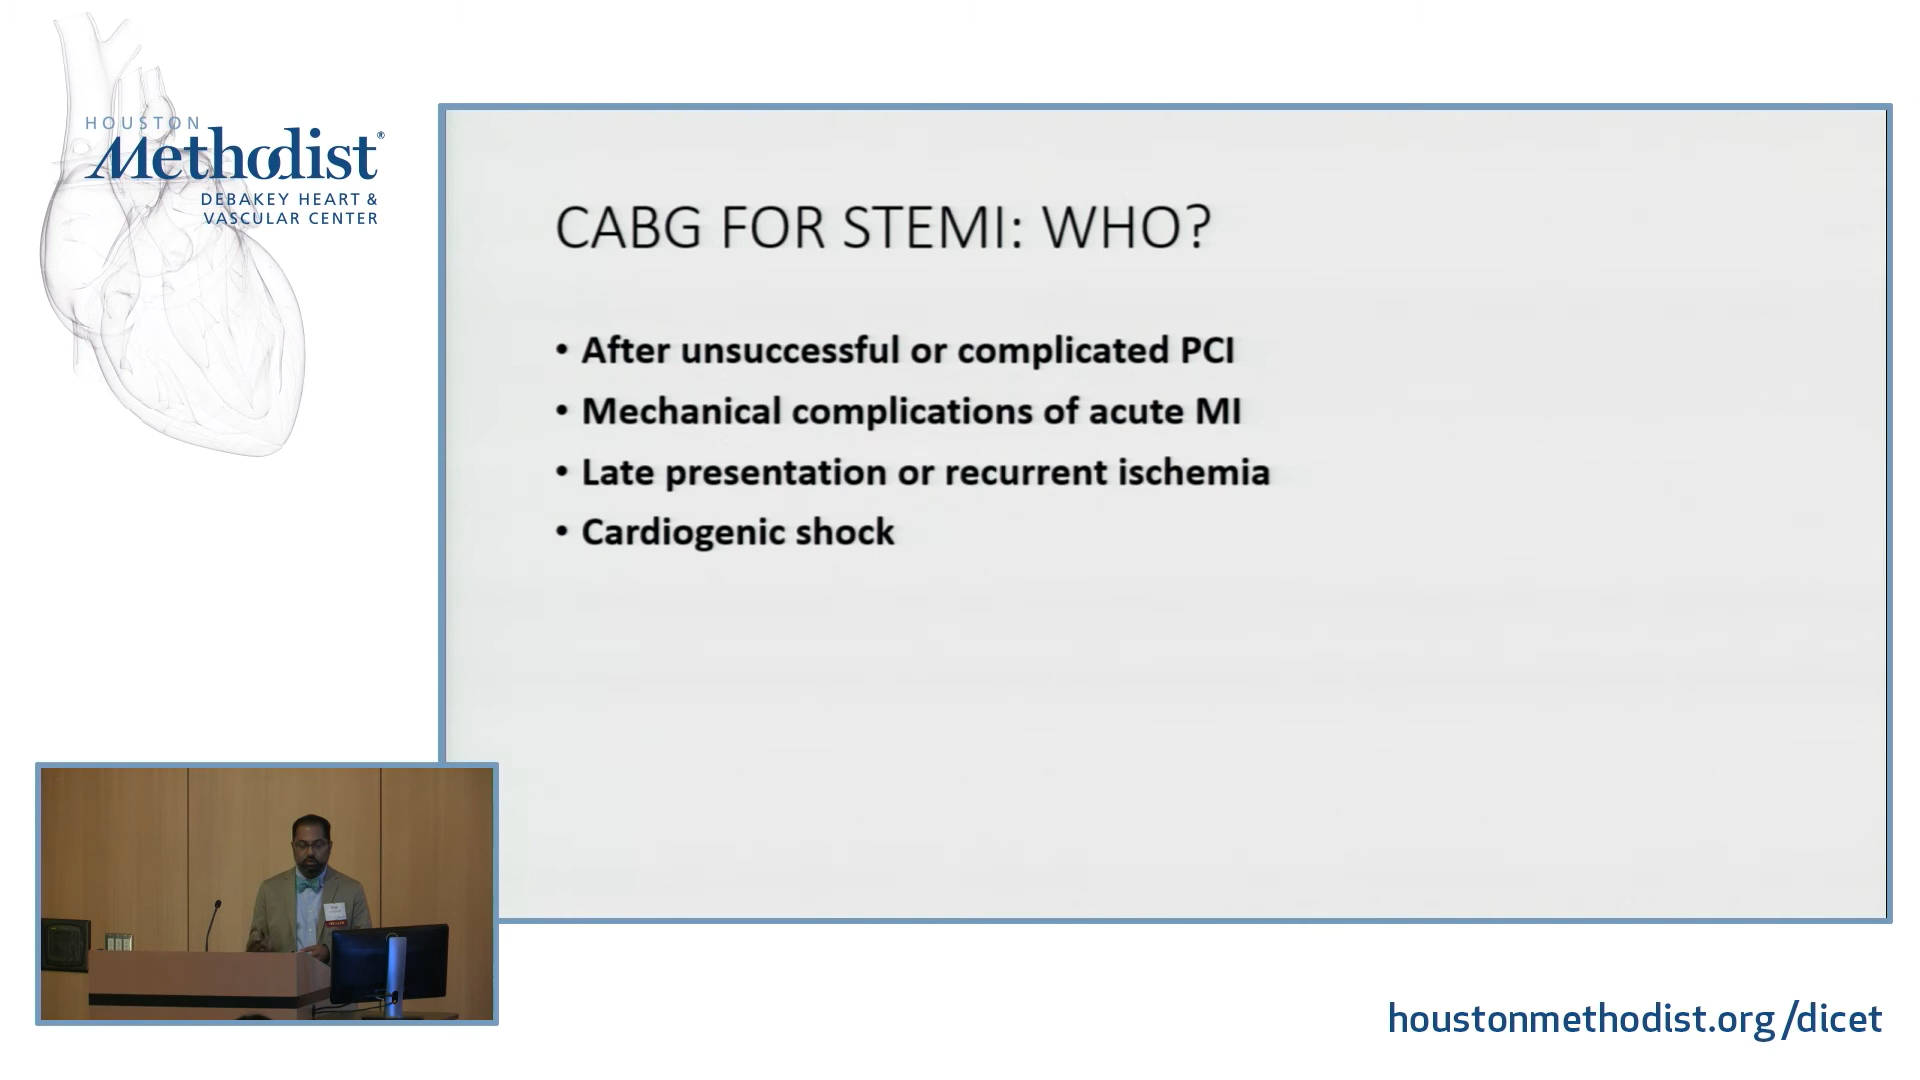 HOUSTON
Methodist®
DEBAKEY HEART &
VASCULAR CENTER
CABG FOR STEMI: WHO?
• After unsuccessful or complicated PCI
• Mechanical complications of acute MI
• Late presentation or recurrent ischemia
• Cardiogenic shock
houstonmethodist.org/dicet